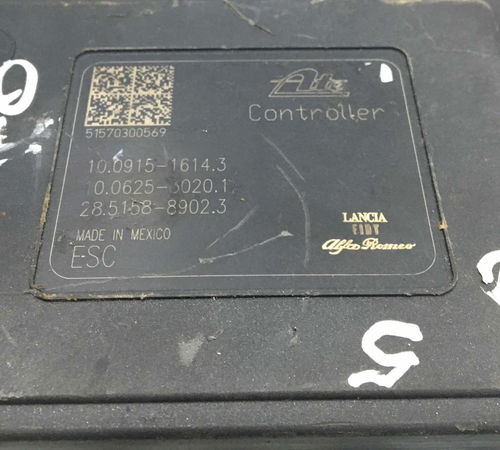 Ate
Controller
51570300569
10.0915-1614.3
10.0625-3020.1
28.5158-8902.3
MADE IN MEXICO
ESC
LANCIA
FIAT
Alfa Romeo
5